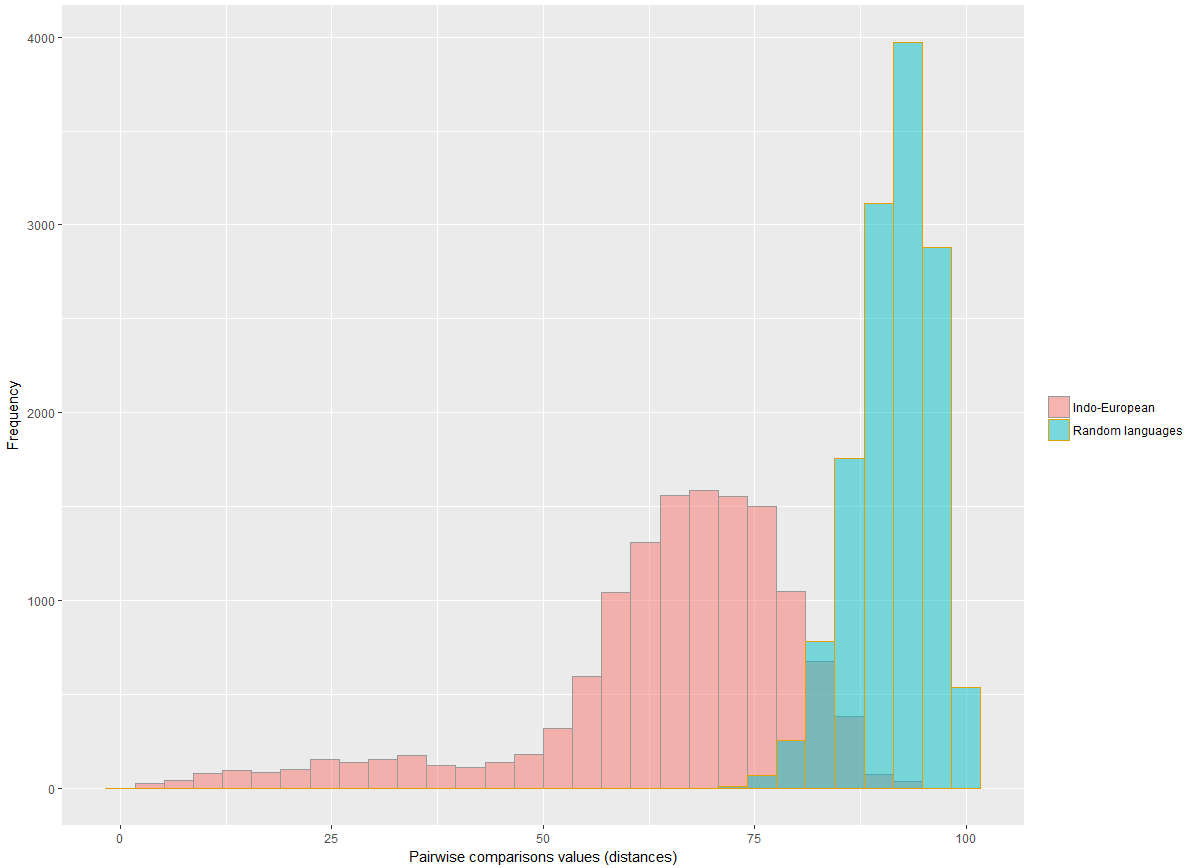 4000
3000
2000
1000
0
Frequency
0 25 50 75 100
Pairwise comparisons values (distances)
Indo-European
Random languages